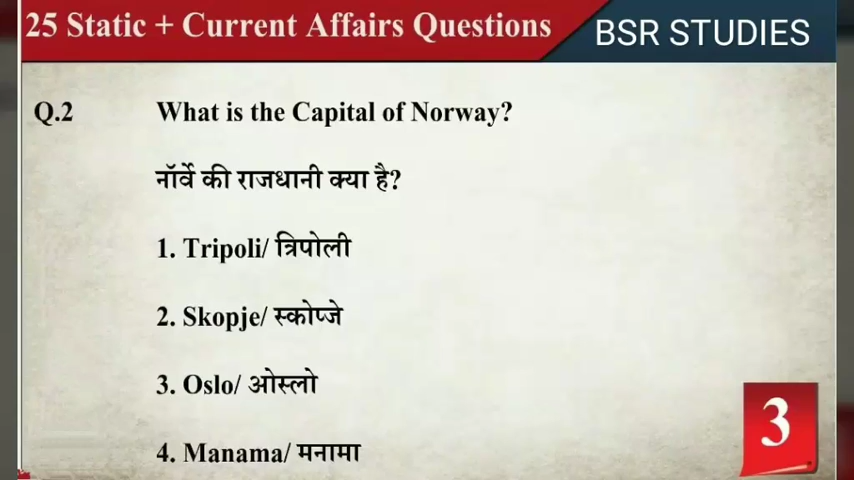 25 Static + Current Affairs Questions
BSR STUDIES
Q.2 What is the Capital of Norway?
नॉर्वे की राजधानी क्या है?
1. Tripoli/ त्रिपोली
2. Skopje/ स्कोप्जे
3. Oslo/ ओस्लो
4. Manama/ मनामा
3